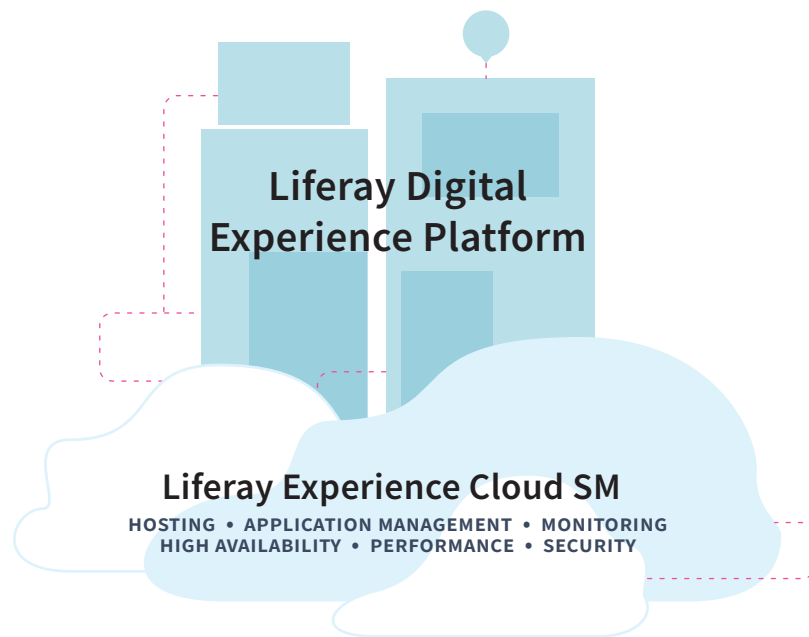 Liferay Digital
Experience Platform
Liferay Experience Cloud SM
HOSTING • APPLICATION MANAGEMENT • MONITORING
HIGH AVAILABILITY • PERFORMANCE • SECURITY